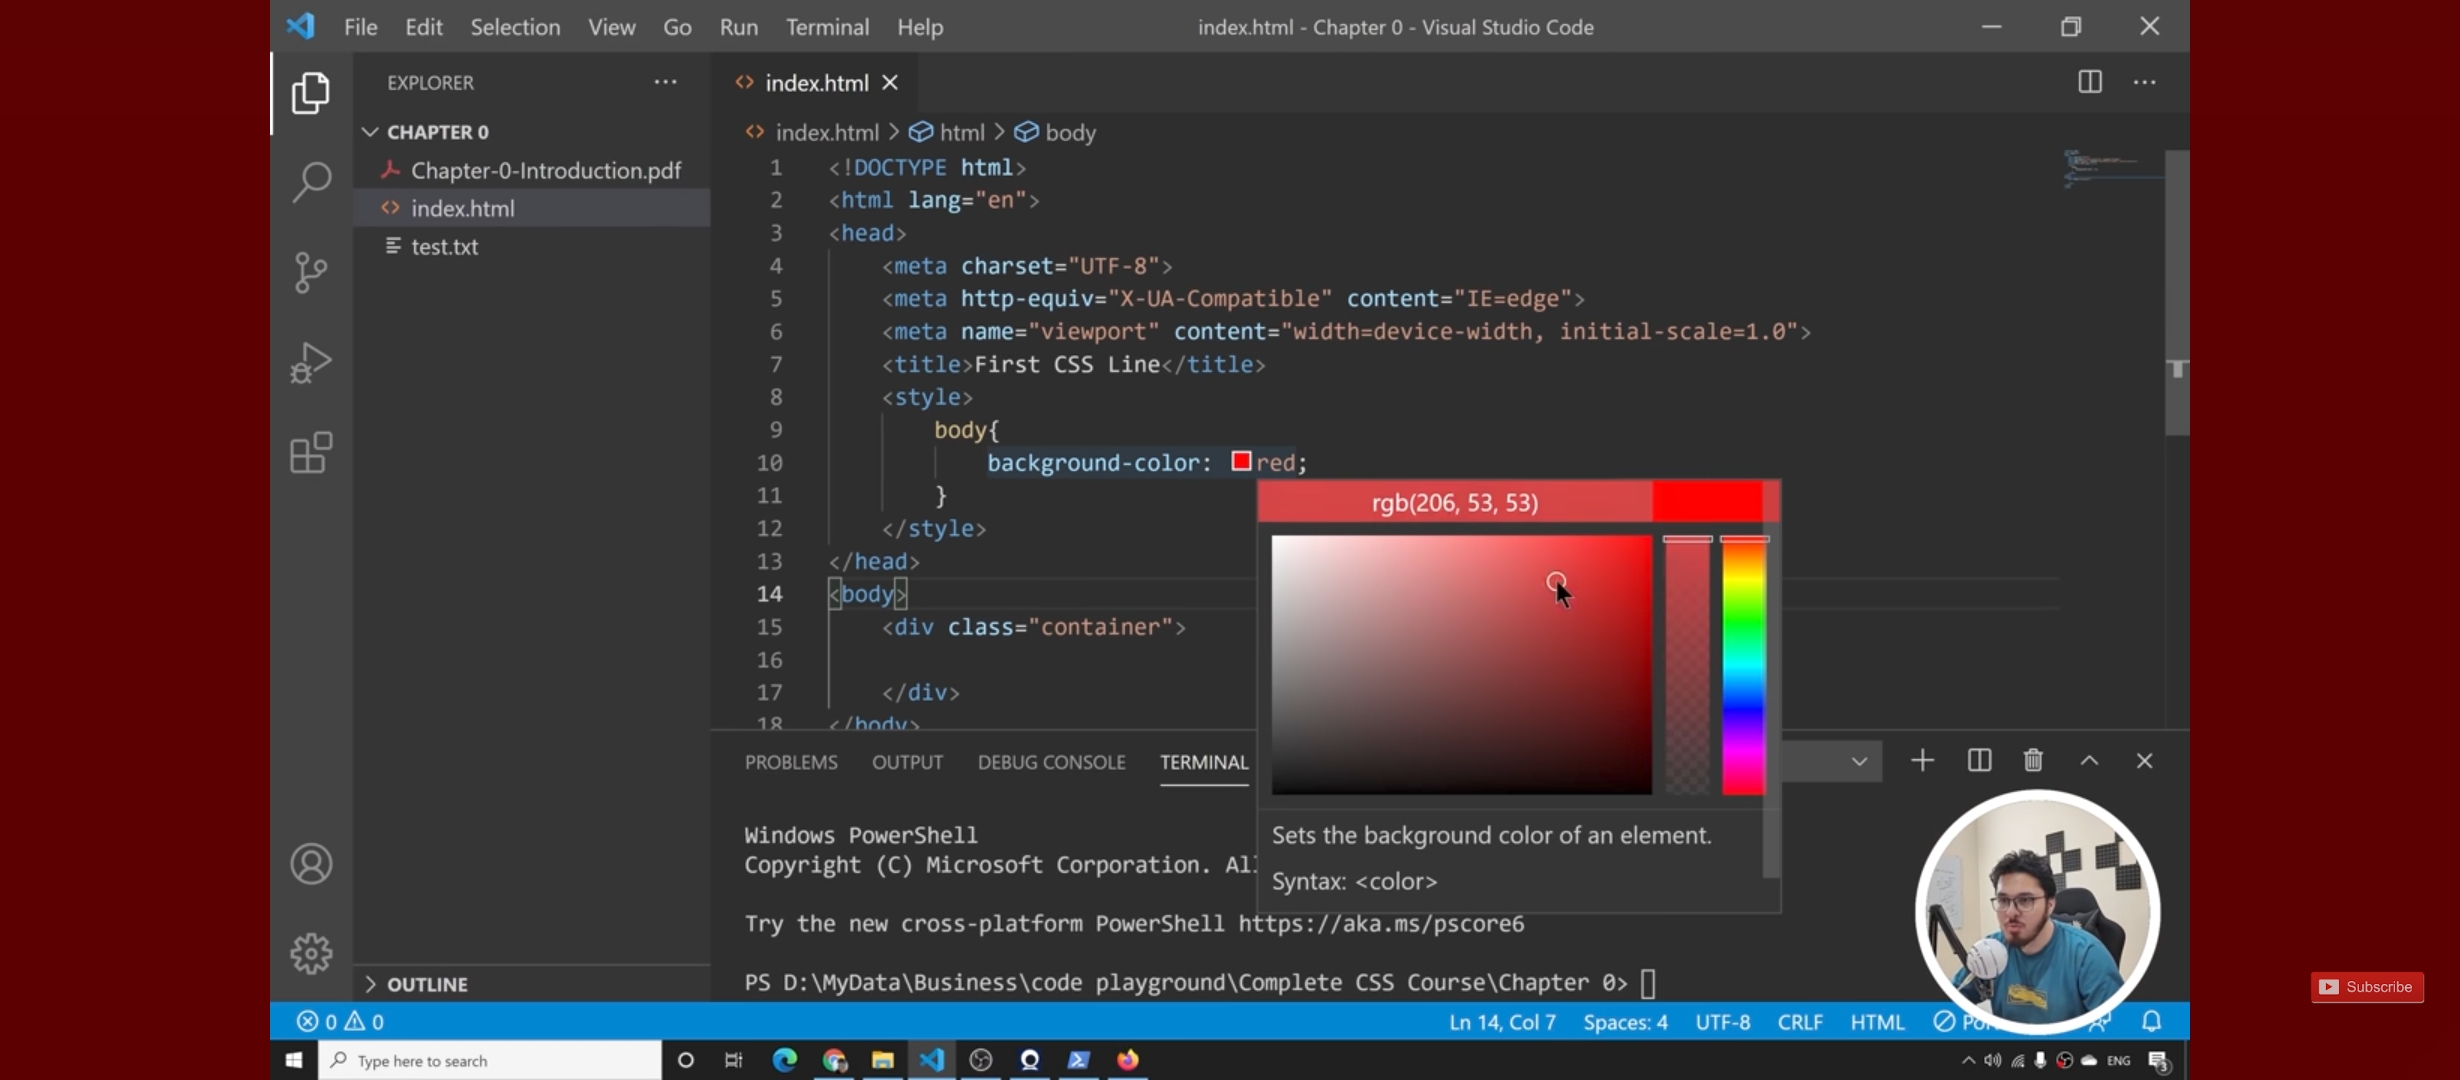 File Edit Selection View Go Run Terminal Help index.html - Chapter 0 - Visual Studio Code
EXPLORER
CHAPTER 0
Chapter-0-Introduction.pdf
index.html
test.txt
OUTLINE
index.html
index.html > html > body
1 <!DOCTYPE html>
2 <html lang="en">
3 <head>
4 <meta charset="UTF-8">
5 <meta http-equiv="X-UA-Compatible" content="IE=edge">
6 <meta name="viewport" content="width=device-width, initial-scale=1.0">
7 <title>First CSS Line</title>
8 <style>
9 body{
10 background-color: red;
11 }
12 </style>
13 </head>
14 <body>
15 <div class="container">
16
17 </div>
18 </body>
rgb(206, 53, 53)
Sets the background color of an element.
Syntax: <color>
PROBLEMS OUTPUT DEBUG CONSOLE TERMINAL
Windows PowerShell
Copyright (C) Microsoft Corporation. Al
Try the new cross-platform PowerShell https://aka.ms/pscore6
PS D:\MyData\Business\code playground\Complete CSS Course\Chapter 0>
Subscribe
0 0 Ln 14, Col 7 Spaces: 4 UTF-8 CRLF HTML
Type here to search ENG 3